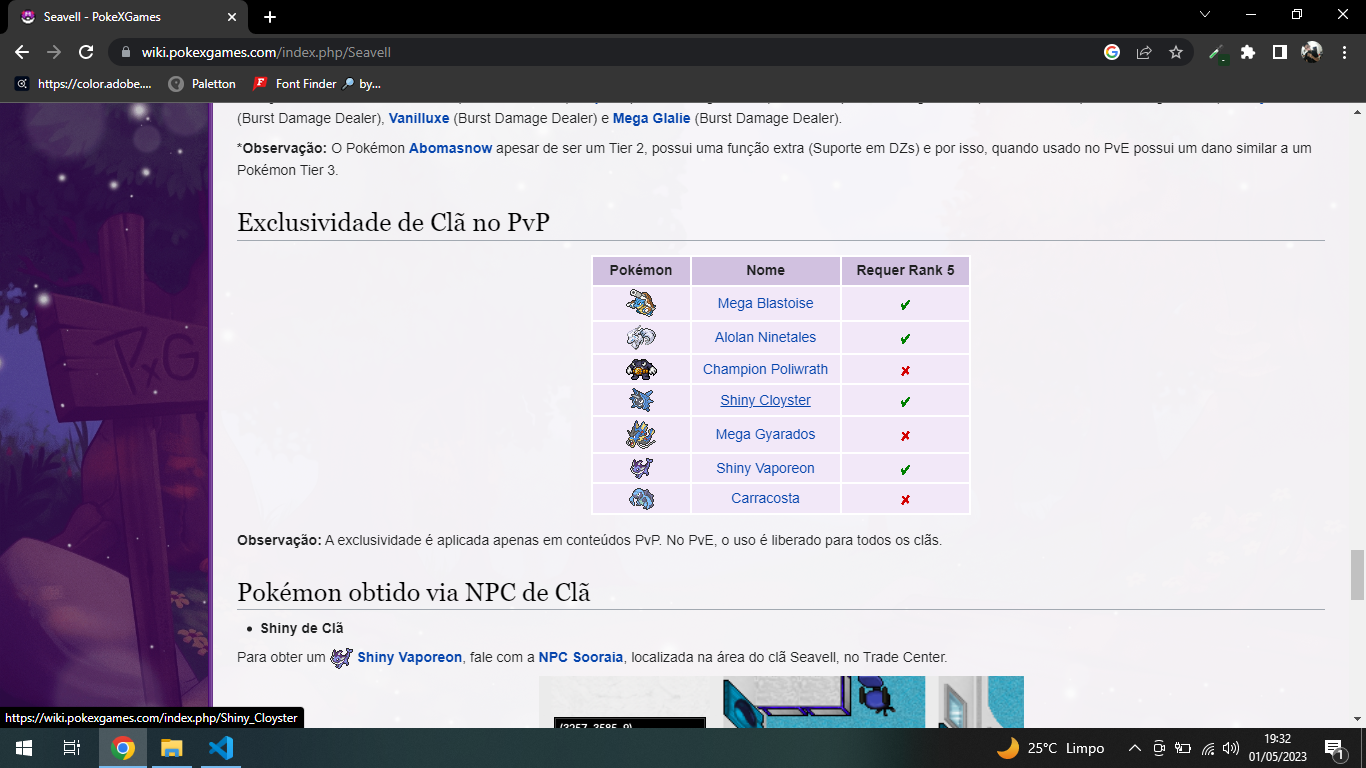 Seavell - PokeXGames
wiki.pokexgames.com/index.php/Seavell
https://color.adobe.... Paletton Font Finder 🔎 by...
(Burst Damage Dealer), Vanilluxe (Burst Damage Dealer) e Mega Glalie (Burst Damage Dealer).
*Observação: O Pokémon Abomasnow apesar de ser um Tier 2, possui uma função extra (Suporte em DZs) e por isso, quando usado no PvE possui um dano similar a um
Pokémon Tier 3.
PxG
Exclusividade de Clã no PvP
Pokémon Nome Requer Rank 5
Mega Blastoise ✔
Alolan Ninetales ✔
Champion Poliwrath ✘
Shiny Cloyster ✔
Mega Gyarados ✘
Shiny Vaporeon ✔
Carracosta ✘
Observação: A exclusividade é aplicada apenas em conteúdos PvP. No PvE, o uso é liberado para todos os clãs.
Pokémon obtido via NPC de Clã
• Shiny de Clã
Para obter um Shiny Vaporeon, fale com a NPC Sooraia, localizada na área do clã Seavell, no Trade Center.
https://wiki.pokexgames.com/index.php/Shiny_Cloyster
25°C Limpo
19:32
01/05/2023
1